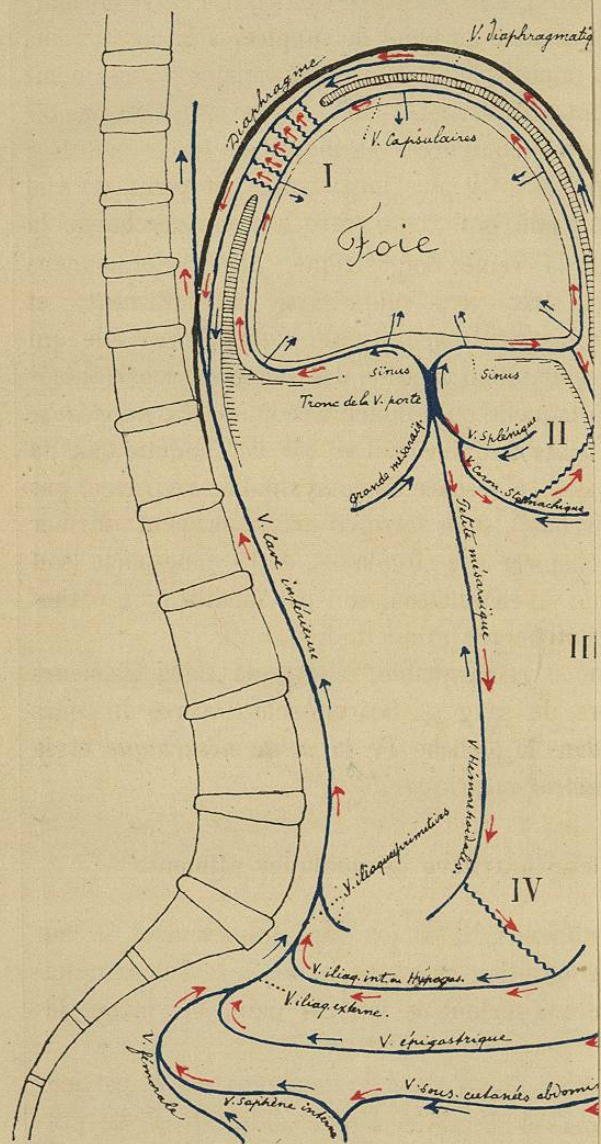 V. diaphragmatiq
Diaphragme
V. Capsulaires
I
Foie
Sinus
Sinus
Tronc de la V. porte
V. Splénique
II
Grande mésaraïq
V. Coron. Stomachique
Petite mésaraïque
V. Cave inférieure
III
V. Hémorrhoïdales.
V. iliaques primitives
IV
V. iliaq. int. ou Hypogas.
V. iliaq. externe.
V. épigastrique
V. fémorale
V. sous. cutanées abdomi
V. Saphène interne